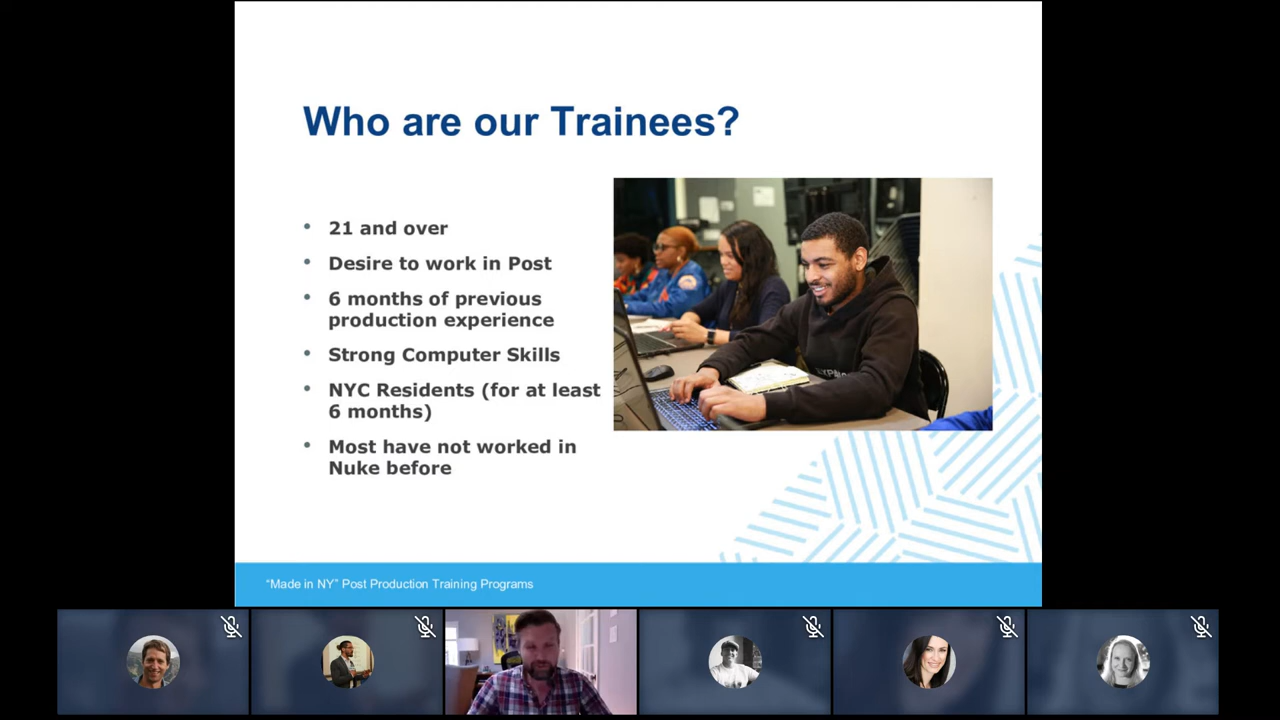 Who are our Trainees?
• 21 and over
• Desire to work in Post
• 6 months of previous
production experience
• Strong Computer Skills
• NYC Residents (for at least
6 months)
• Most have not worked in
Nuke before
“Made in NY” Post Production Training Programs